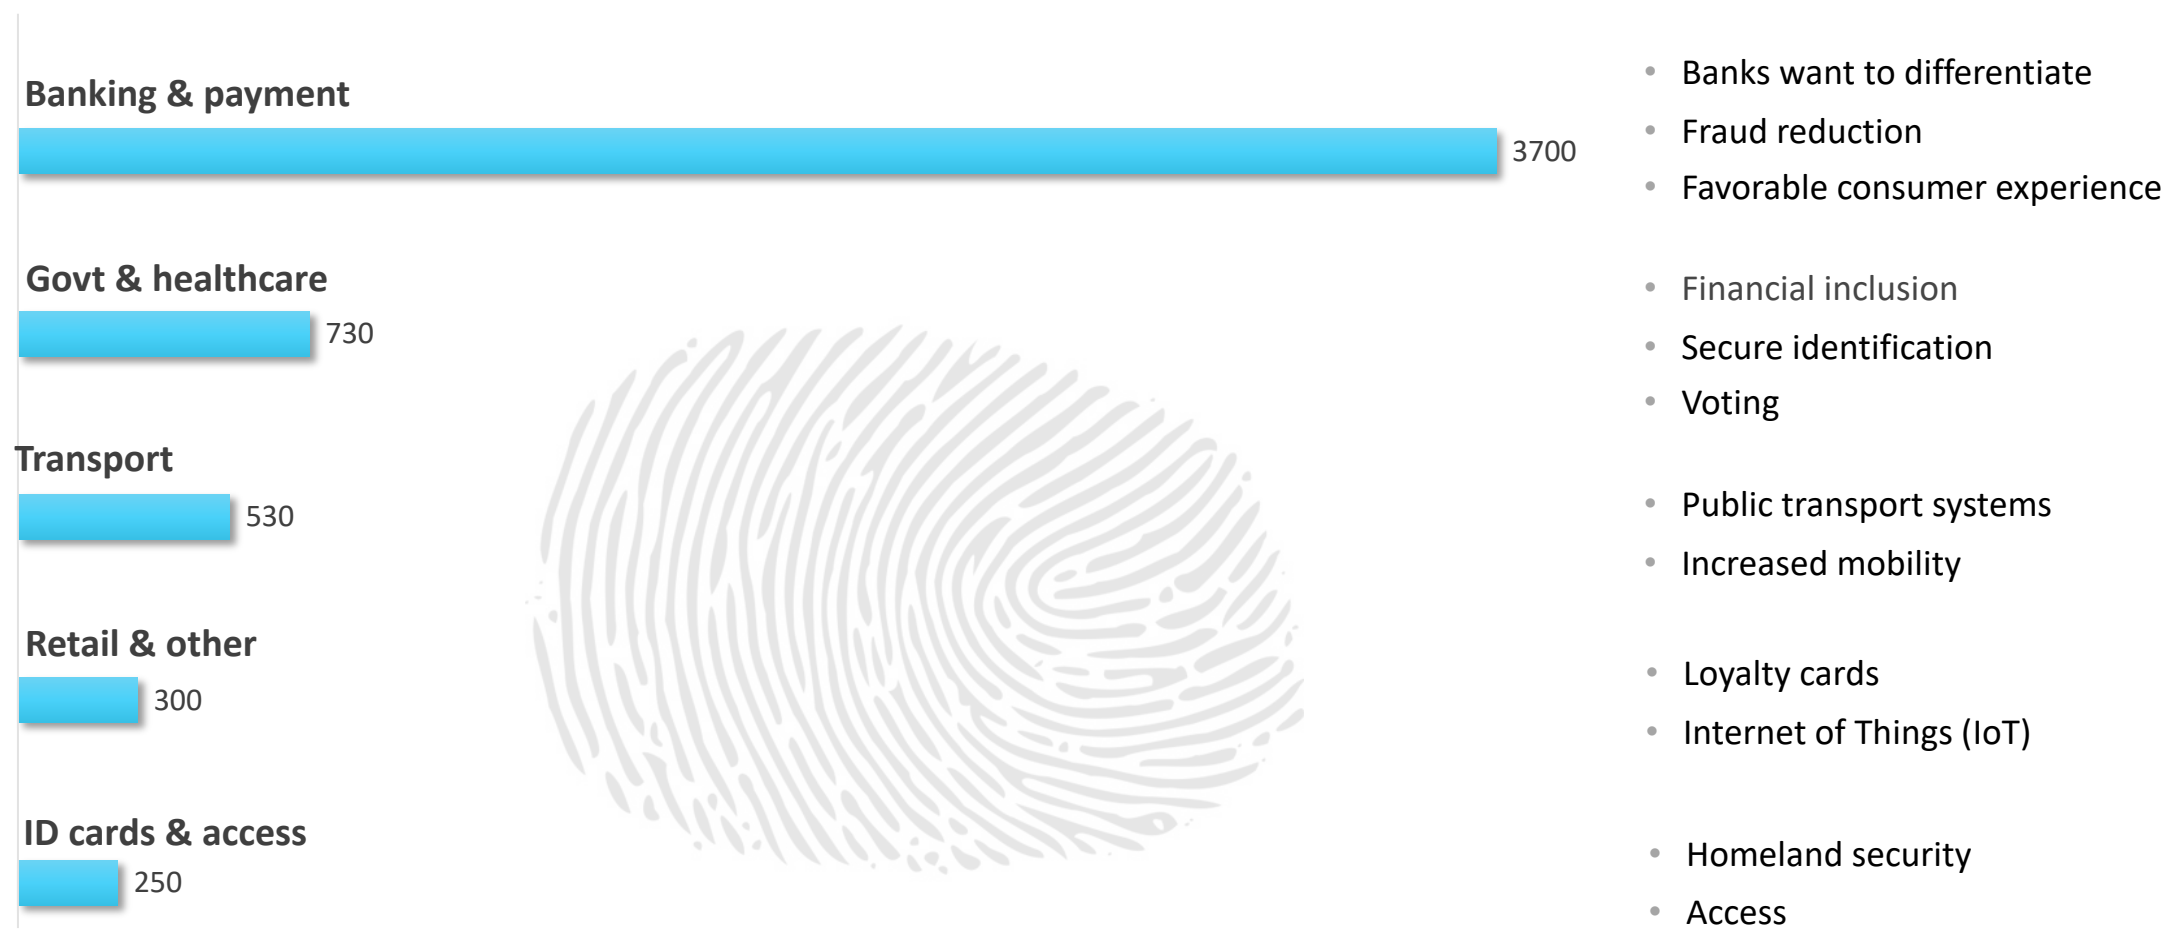 Banking & payment
3700
• Banks want to differentiate
• Fraud reduction
• Favorable consumer experience
Govt & healthcare
730
• Financial inclusion
• Secure identification
• Voting
Transport
530
• Public transport systems
• Increased mobility
Retail & other
300
• Loyalty cards
• Internet of Things (IoT)
ID cards & access
250
• Homeland security
• Access